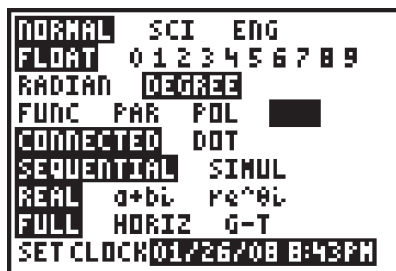 NORMAL SCI ENG
FLOAT 0 1 2 3 4 5 6 7 8 9
RADIAN DEGREE
FUNC PAR POL
CONNECTED DOT
SEQUENTIAL SIMUL
REAL a+bi re^θi
FULL HORIZ G-T
SET CLOCK 01/26/08 8:43PM